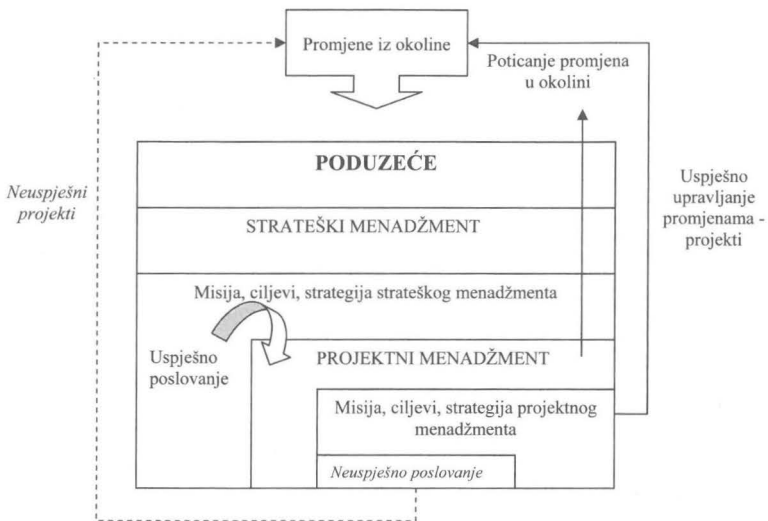 Promjene iz okoline
Poticanje promjena
u okolini
PODUZEĆE
Neuspješni
projekti
Uspješno
upravljanje
promjenama -
projekti
STRATEŠKI MENADŽMENT
Misija, ciljevi, strategija strateškog menadžmenta
Uspješno
poslovanje
PROJEKTNI MENADŽMENT
Misija, ciljevi, strategija projektnog
menadžmenta
Neuspješno poslovanje